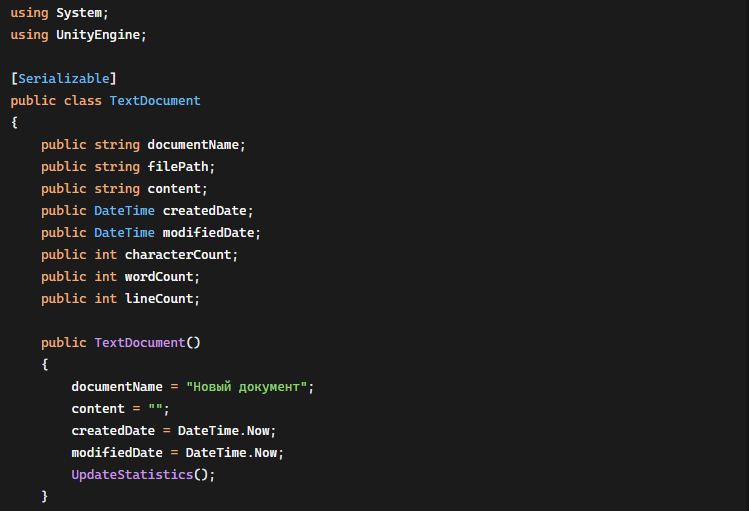 using System;
using UnityEngine;
[Serializable]
public class TextDocument
{
    public string documentName;
    public string filePath;
    public string content;
    public DateTime createdDate;
    public DateTime modifiedDate;
    public int characterCount;
    public int wordCount;
    public int lineCount;
    public TextDocument()
    {
        documentName = "Новый документ";
        content = "";
        createdDate = DateTime.Now;
        modifiedDate = DateTime.Now;
        UpdateStatistics();
    }